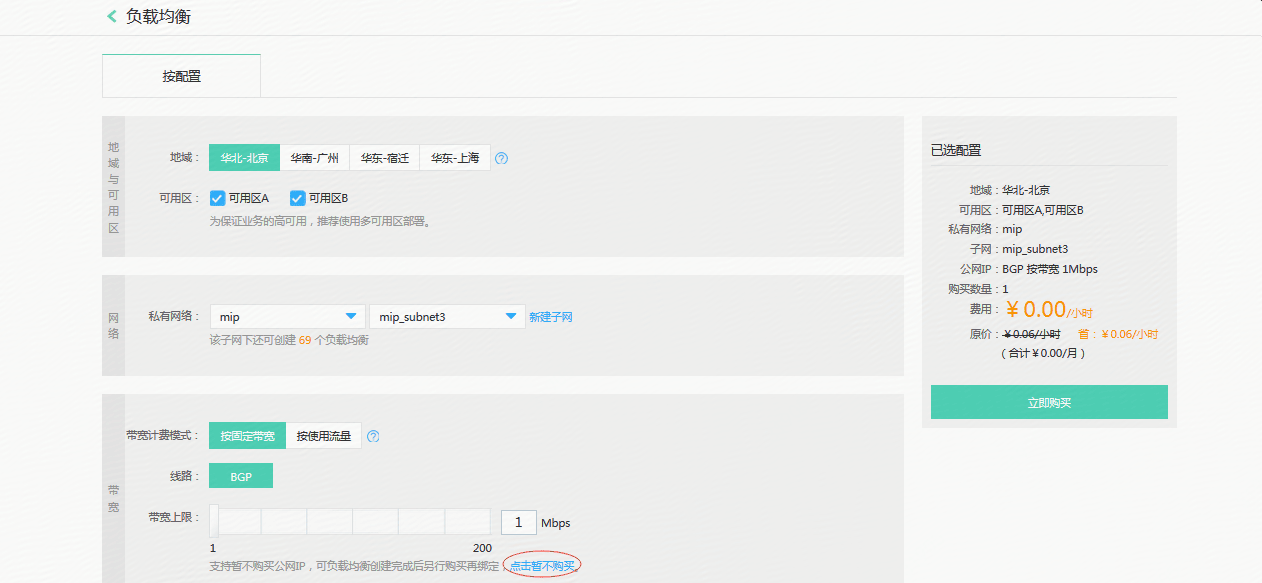 负载均衡
按配置
地域与可用区
地域： 华北-北京 华南-广州 华东-宿迁 华东-上海 ?
可用区： 可用区A 可用区B
为保证业务的高可用，推荐使用多可用区部署。
网络
私有网络： mip mip_subnet3 新建子网
该子网下还可创建 69 个负载均衡
带宽
带宽计费模式： 按固定带宽 按使用流量 ?
线路： BGP
带宽上限： 1 Mbps
1 200
支持暂不购买公网IP，可负载均衡创建完成后另行购买再绑定，点击暂不购买。
已选配置
地域：华北-北京
可用区：可用区A,可用区B
私有网络：mip
子网：mip_subnet3
公网IP：BGP 按带宽 1Mbps
购买数量：1
费用：￥0.00/小时
原价：￥0.06/小时 省：￥0.06/小时
( 合计￥0.00/月 )
立即购买